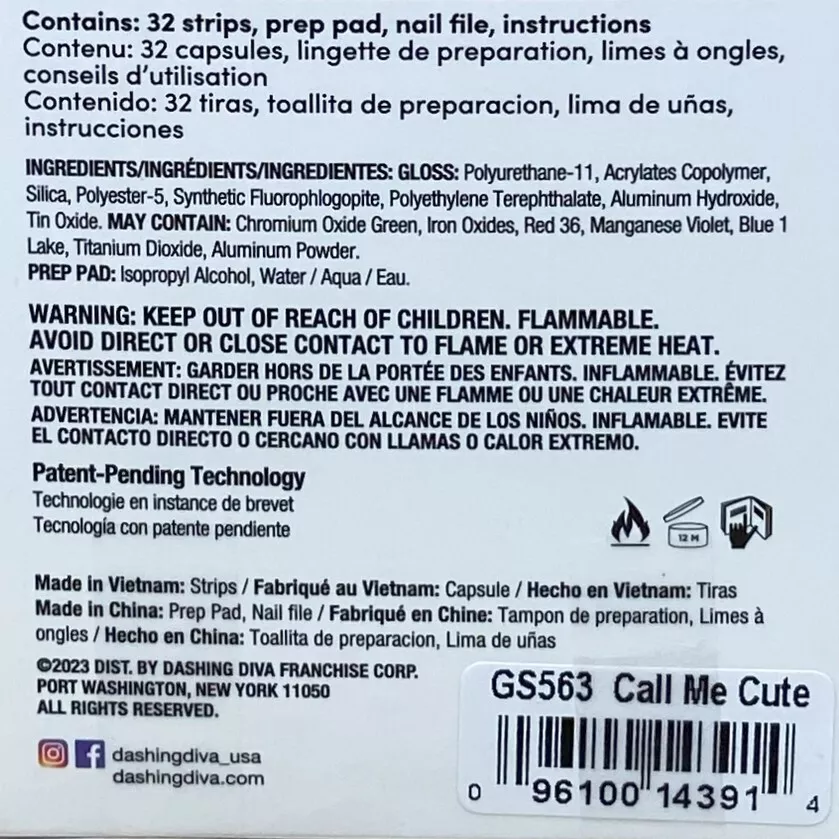 Contains: 32 strips, prep pad, nail file, instructions
Contenu: 32 capsules, lingette de preparation, limes à ongles,
conseils d'utilisation
Contenido: 32 tiras, toallita de preparacion, lima de uñas,
instrucciones
INGREDIENTS/INGRÉDIENTS/INGREDIENTES: GLOSS: Polyurethane-11, Acrylates Copolymer,
Silica, Polyester-5, Synthetic Fluorophlogopite, Polyethylene Terephthalate, Aluminum Hydroxide,
Tin Oxide. MAY CONTAIN: Chromium Oxide Green, Iron Oxides, Red 36, Manganese Violet, Blue 1
Lake, Titanium Dioxide, Aluminum Powder.
PREP PAD: Isopropyl Alcohol, Water / Aqua / Eau.
WARNING: KEEP OUT OF REACH OF CHILDREN. FLAMMABLE.
AVOID DIRECT OR CLOSE CONTACT TO FLAME OR EXTREME HEAT.
AVERTISSEMENT: GARDER HORS DE LA PORTÉE DES ENFANTS. INFLAMMABLE. ÉVITEZ
TOUT CONTACT DIRECT OU PROCHE AVEC UNE FLAMME OU UNE CHALEUR EXTRÊME.
ADVERTENCIA: MANTENER FUERA DEL ALCANCE DE LOS NIÑOS. INFLAMABLE. EVITE
EL CONTACTO DIRECTO O CERCANO CON LLAMAS O CALOR EXTREMO.
Patent-Pending Technology
Technologie en instance de brevet
Tecnología con patente pendiente
12 M
Made in Vietnam: Strips / Fabriqué au Vietnam: Capsule / Hecho en Vietnam: Tiras
Made in China: Prep Pad, Nail file / Fabriqué en Chine: Tampon de preparation, Limes à
ongles / Hecho en China: Toallita de preparacion, Lima de uñas
©2023 DIST. BY DASHING DIVA FRANCHISE CORP.
PORT WASHINGTON, NEW YORK 11050
ALL RIGHTS RESERVED.
dashingdiva_usa
dashingdiva.com
GS563 Call Me Cute
0 96100 14391 4